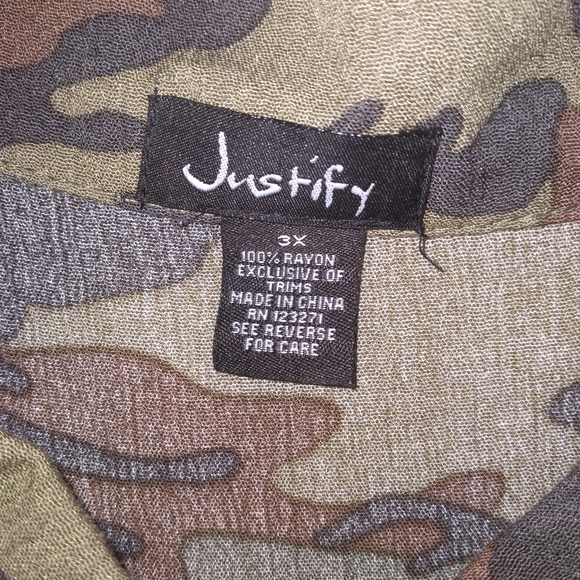 Justify
3X
100% RAYON
EXCLUSIVE OF
TRIMS
MADE IN CHINA
RN 123271
SEE REVERSE
FOR CARE